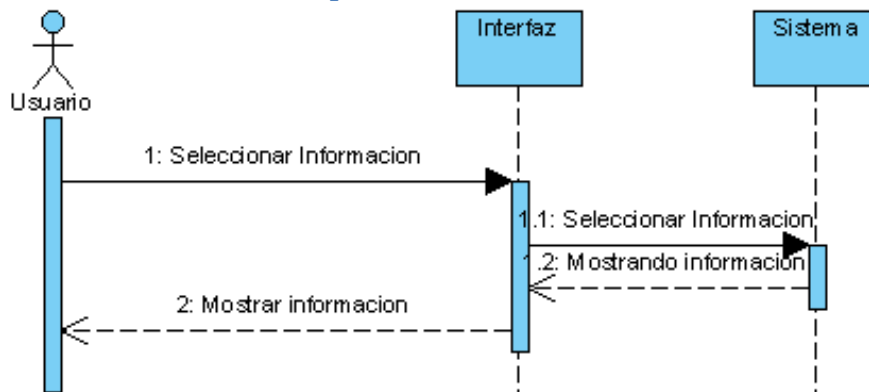 Interfaz
Sistema
Usuario
1: Seleccionar Informacion
1.1: Seleccionar Informacion
1.2: Mostrando informacion
2: Mostrar informacion